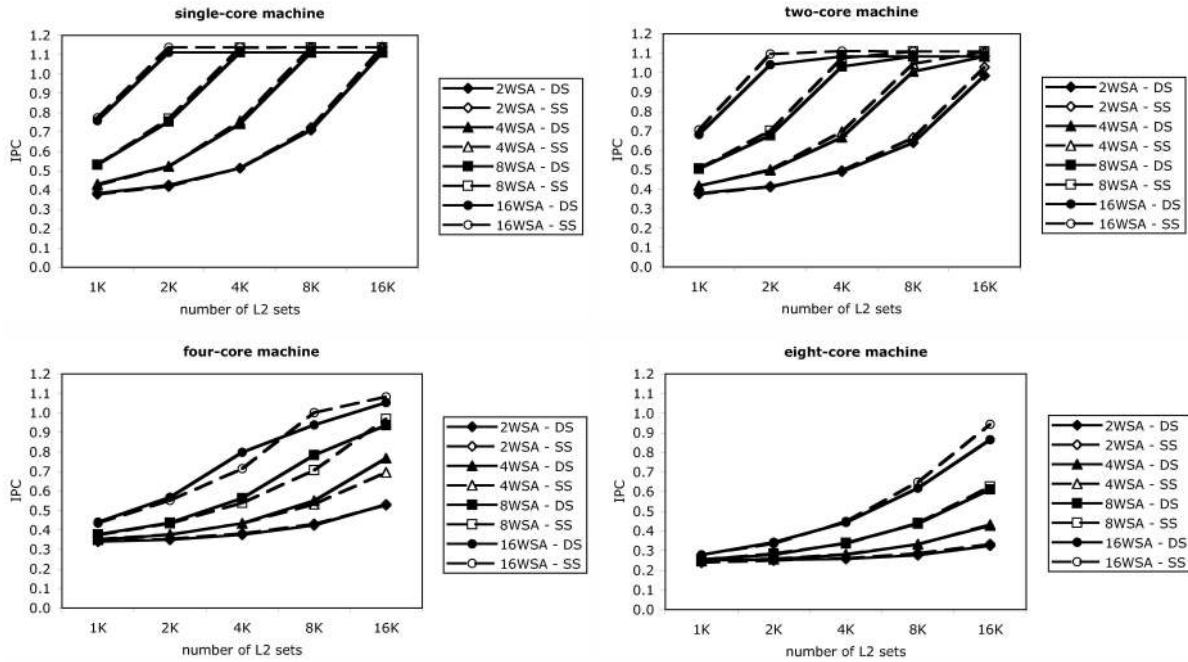 single-core machine
1.2
1.1
1.0
0.9
0.8
0.7
0.6
0.5
0.4
0.3
0.2
0.1
0.0
IPC
1K 2K 4K 8K 16K
number of L2 sets
2WSA - DS
2WSA - SS
4WSA - DS
4WSA - SS
8WSA - DS
8WSA - SS
16WSA - DS
16WSA - SS
two-core machine
1.2
1.1
1.0
0.9
0.8
0.7
0.6
0.5
0.4
0.3
0.2
0.1
0.0
IPC
1K 2K 4K 8K 16K
number of L2 sets
2WSA - DS
2WSA - SS
4WSA - DS
4WSA - SS
8WSA - DS
8WSA - SS
16WSA - DS
16WSA - SS
four-core machine
1.2
1.1
1.0
0.9
0.8
0.7
0.6
0.5
0.4
0.3
0.2
0.1
0.0
IPC
1K 2K 4K 8K 16K
number of L2 sets
2WSA - DS
2WSA - SS
4WSA - DS
4WSA - SS
8WSA - DS
8WSA - SS
16WSA - DS
16WSA - SS
eight-core machine
1.2
1.1
1.0
0.9
0.8
0.7
0.6
0.5
0.4
0.3
0.2
0.1
0.0
IPC
1K 2K 4K 8K 16K
number of L2 sets
2WSA - DS
2WSA - SS
4WSA - DS
4WSA - SS
8WSA - DS
8WSA - SS
16WSA - DS
16WSA - SS